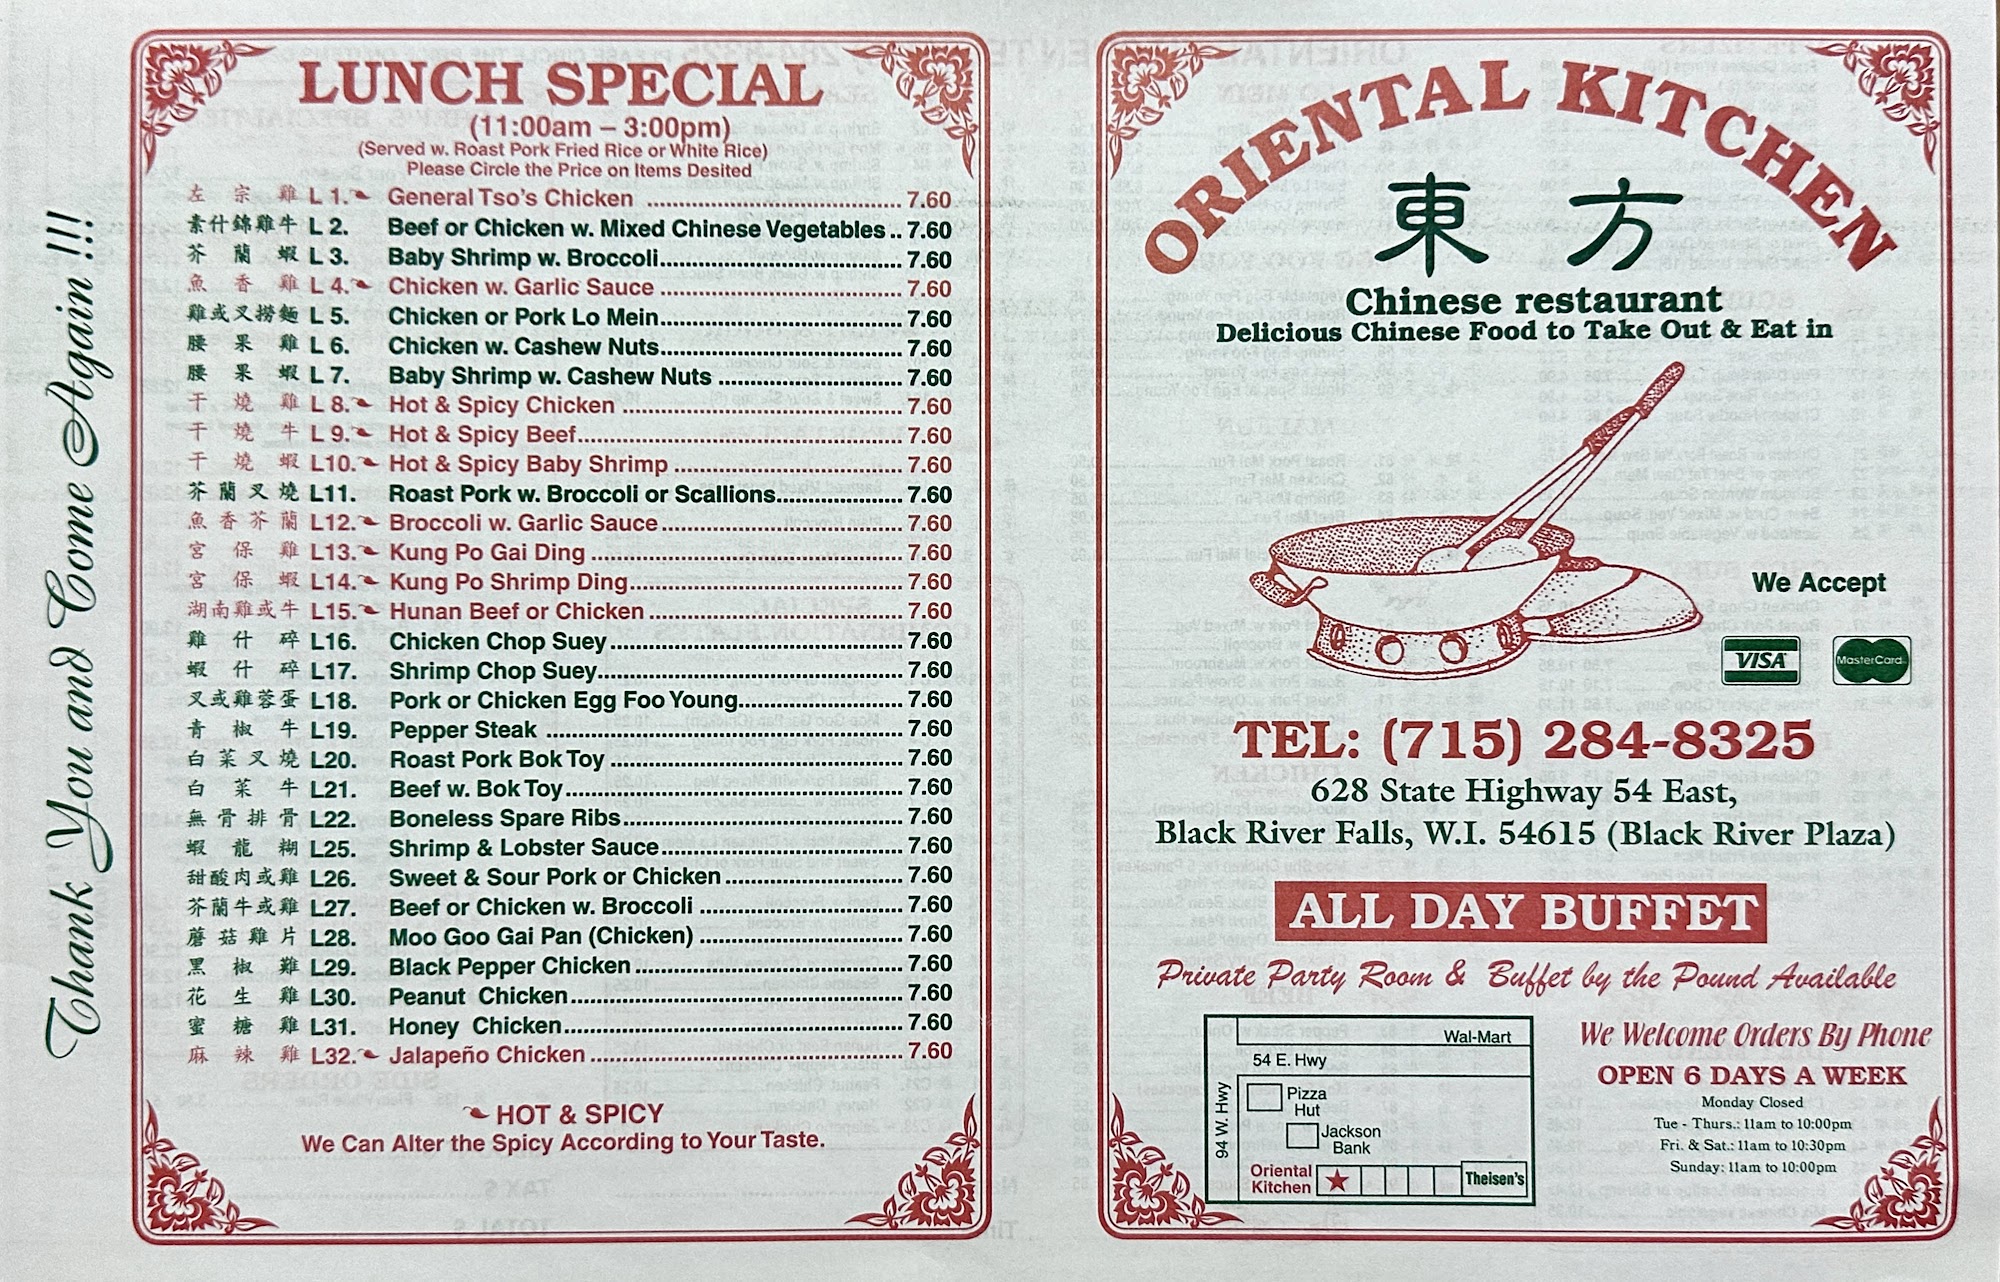 Thank You and Come Again !!!
LUNCH SPECIAL
(11:00am – 3:00pm)
(Served w. Roast Pork Fried Rice or White Rice)
Please Circle the Price on Items Desited
左宗雞 L 1. General Tso's Chicken 7.60
素什錦雞牛 L 2. Beef or Chicken w. Mixed Chinese Vegetables .. 7.60
芥蘭蝦 L 3. Baby Shrimp w. Broccoli 7.60
魚香雞 L 4. Chicken w. Garlic Sauce 7.60
雞或叉撈麵 L 5. Chicken or Pork Lo Mein 7.60
腰果雞 L 6. Chicken w. Cashew Nuts 7.60
腰果蝦 L 7. Baby Shrimp w. Cashew Nuts 7.60
干燒雞 L 8. Hot & Spicy Chicken 7.60
干燒牛 L 9. Hot & Spicy Beef 7.60
干燒蝦 L10. Hot & Spicy Baby Shrimp 7.60
芥蘭叉燒 L11. Roast Pork w. Broccoli or Scallions 7.60
魚香芥蘭 L12. Broccoli w. Garlic Sauce 7.60
宮保雞 L13. Kung Po Gai Ding 7.60
宮保蝦 L14. Kung Po Shrimp Ding 7.60
湖南雞或牛 L15. Hunan Beef or Chicken 7.60
雞什碎 L16. Chicken Chop Suey 7.60
蝦什碎 L17. Shrimp Chop Suey 7.60
叉或雞蓉蛋 L18. Pork or Chicken Egg Foo Young 7.60
青椒牛 L19. Pepper Steak 7.60
白菜叉燒 L20. Roast Pork Bok Toy 7.60
白菜牛 L21. Beef w. Bok Toy 7.60
無骨排骨 L22. Boneless Spare Ribs 7.60
蝦龍糊 L25. Shrimp & Lobster Sauce 7.60
甜酸肉或雞 L26. Sweet & Sour Pork or Chicken 7.60
芥蘭牛或雞 L27. Beef or Chicken w. Broccoli 7.60
蘑菇雞片 L28. Moo Goo Gai Pan (Chicken) 7.60
黑椒雞 L29. Black Pepper Chicken 7.60
花生雞 L30. Peanut Chicken 7.60
蜜糖雞 L31. Honey Chicken 7.60
麻辣雞 L32. Jalapeño Chicken 7.60
HOT & SPICY
We Can Alter the Spicy According to Your Taste.
ORIENTAL KITCHEN
東方
Chinese restaurant
Delicious Chinese Food to Take Out & Eat in
We Accept
VISA MasterCard
TEL: (715) 284-8325
628 State Highway 54 East,
Black River Falls, W.I. 54615 (Black River Plaza)
ALL DAY BUFFET
Private Party Room & Buffet by the Pound Available
Wal-Mart
54 E. Hwy
94 W. Hwy
Pizza
Hut
Jackson
Bank
Oriental
Kitchen
Theisen's
We Welcome Orders By Phone
OPEN 6 DAYS A WEEK
Monday Closed
Tue - Thurs.: 11am to 10:00pm
Fri. & Sat.: 11am to 10:30pm
Sunday: 11am to 10:00pm